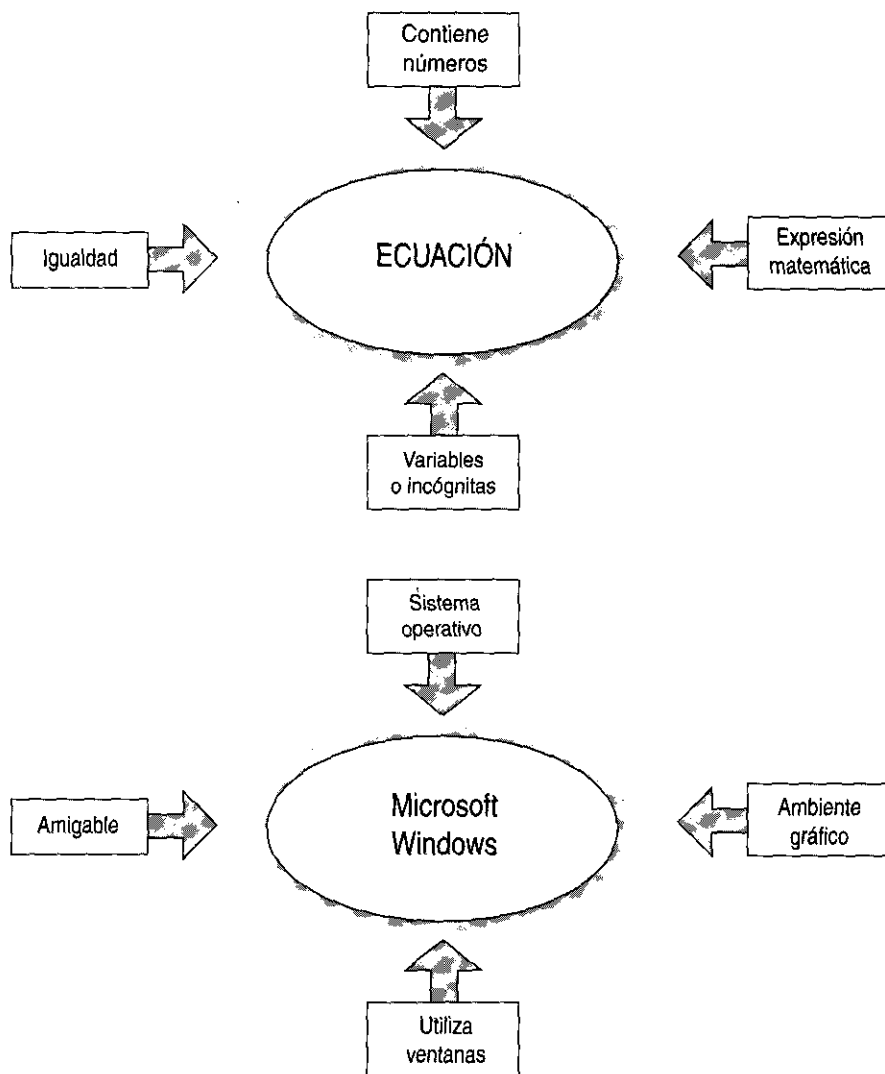 Contiene
números
Igualdad
ECUACIÓN
Expresión
matemática
Variables
o incógnitas
Sistema
operativo
Amigable
Microsoft
Windows
Ambiente
gráfico
Utiliza
ventanas